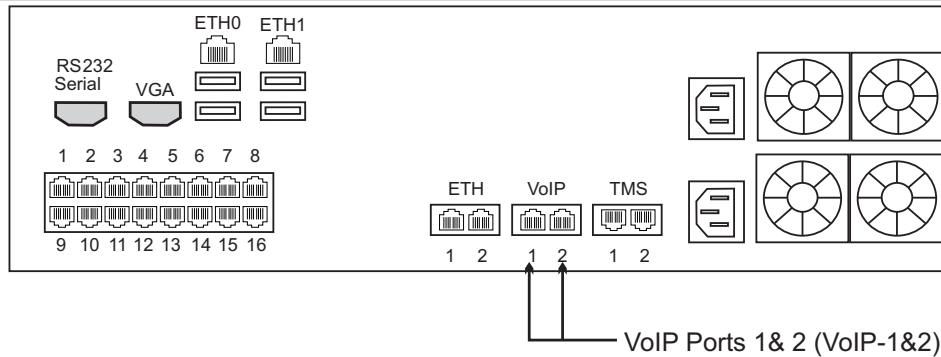 ETH0 ETH1
RS232
Serial
VGA
1 2 3 4 5 6 7 8
9 10 11 12 13 14 15 16
ETH VoIP TMS
1 2 1 2 1 2
VoIP Ports 1& 2 (VoIP-1&2)